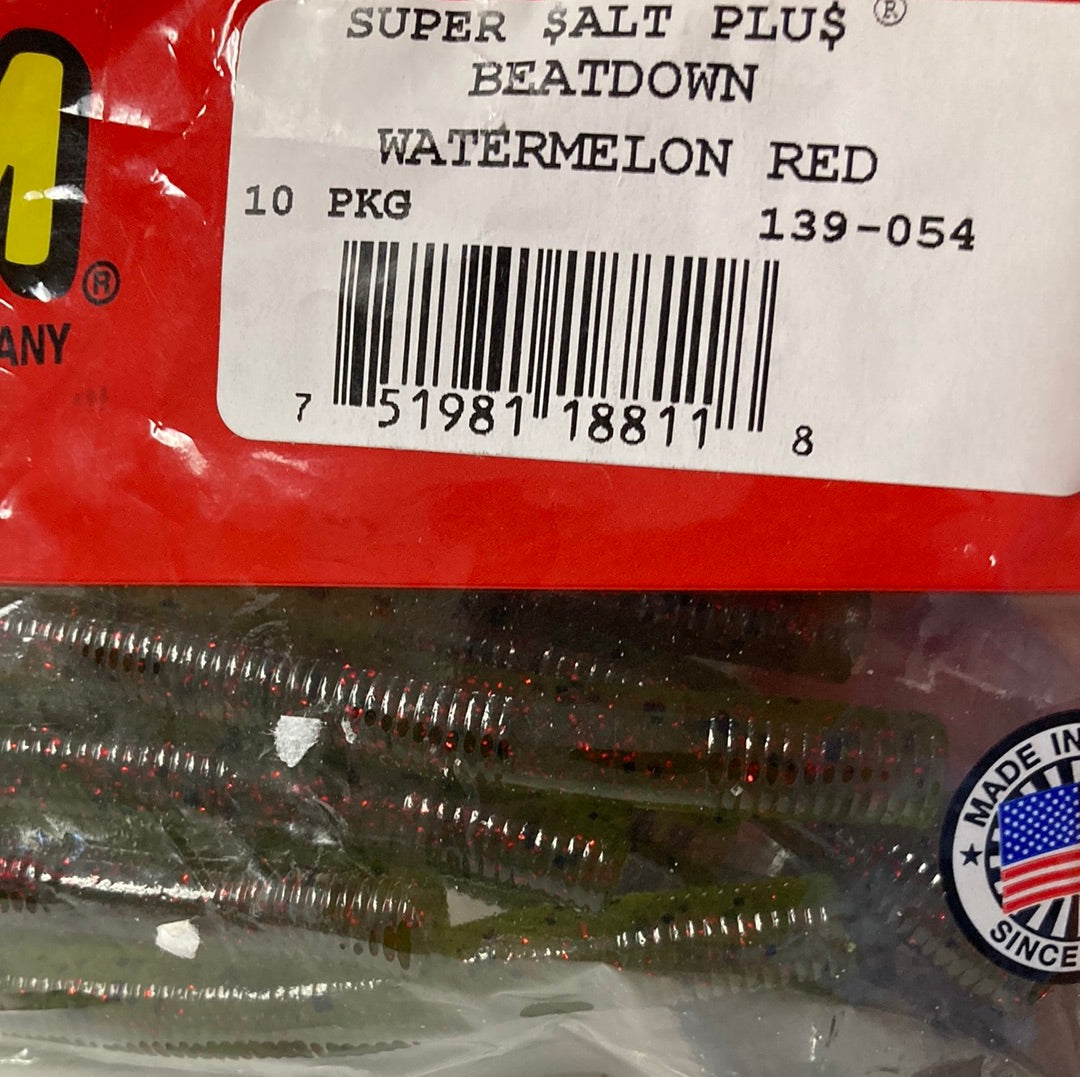 SUPER $ALT PLU$ ®
BEATDOWN
WATERMELON RED
10 PKG
139-054
M®
ANY
7 51981 18811 8
MADE IN
SINCE